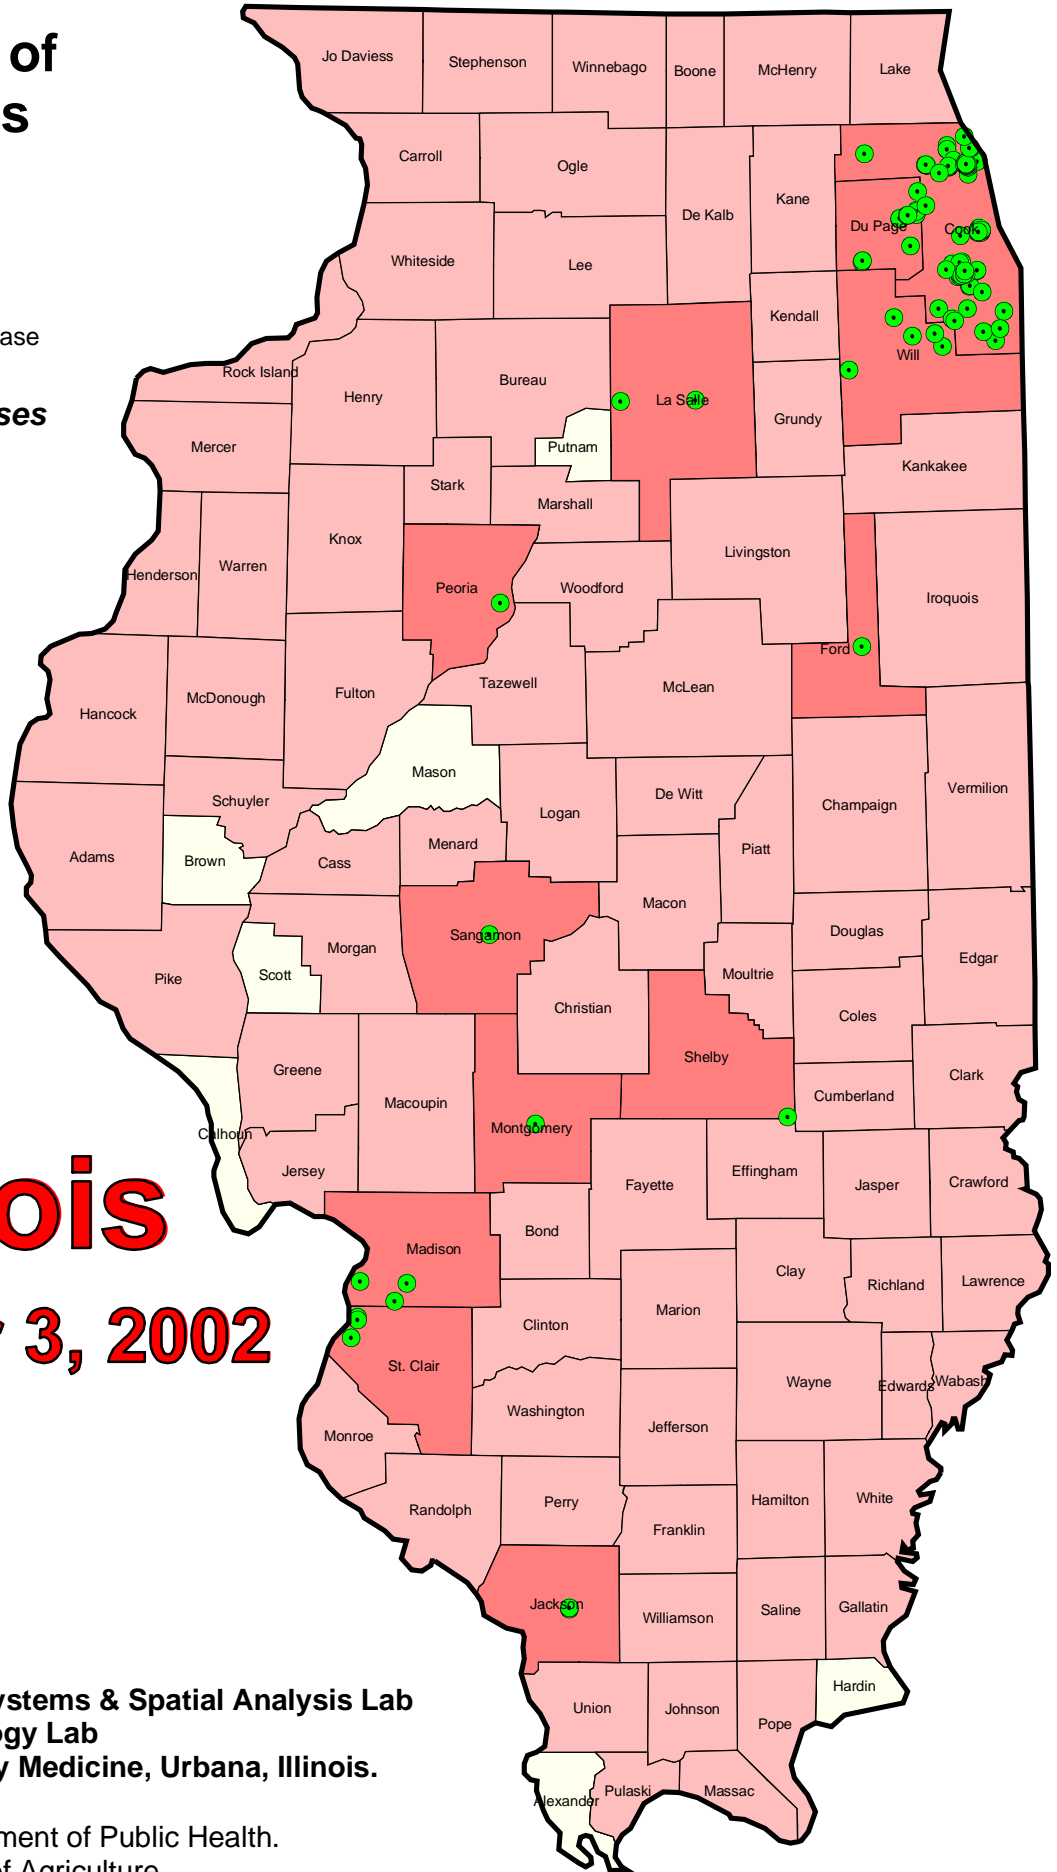 of
s
ase
ses
Jo Daviess
Stephenson
Winnebago
Boone
McHenry
Lake
Carroll
Ogle
De Kalb
Kane
Du Page
Cook
Whiteside
Lee
Kendall
Will
Rock Island
Henry
Bureau
La Salle
Grundy
Mercer
Putnam
Kankakee
Stark
Marshall
Knox
Livingston
Henderson
Warren
Peoria
Woodford
Iroquois
Ford
Hancock
McDonough
Fulton
Tazewell
McLean
Mason
Schuyler
Logan
De Witt
Champaign
Vermilion
Adams
Brown
Cass
Menard
Piatt
Macon
Sangamon
Douglas
Morgan
Scott
Pike
Moultrie
Edgar
Christian
Coles
Shelby
Greene
Macoupin
Cumberland
Clark
Calhoun
Montgomery
Jersey
Fayette
Effingham
Jasper
Crawford
ois
Madison
Bond
Clay
Richland
Lawrence
r 3, 2002
Clinton
Marion
St. Clair
Wayne
Edwards
Wabash
Washington
Jefferson
Monroe
Randolph
Perry
Hamilton
White
Franklin
Jackson
Williamson
Saline
Gallatin
Hardin
Union
Johnson
Pope
Alexander
Pulaski
Massac
ystems & Spatial Analysis Lab
ogy Lab
y Medicine, Urbana, Illinois.
ment of Public Health.
of Agriculture